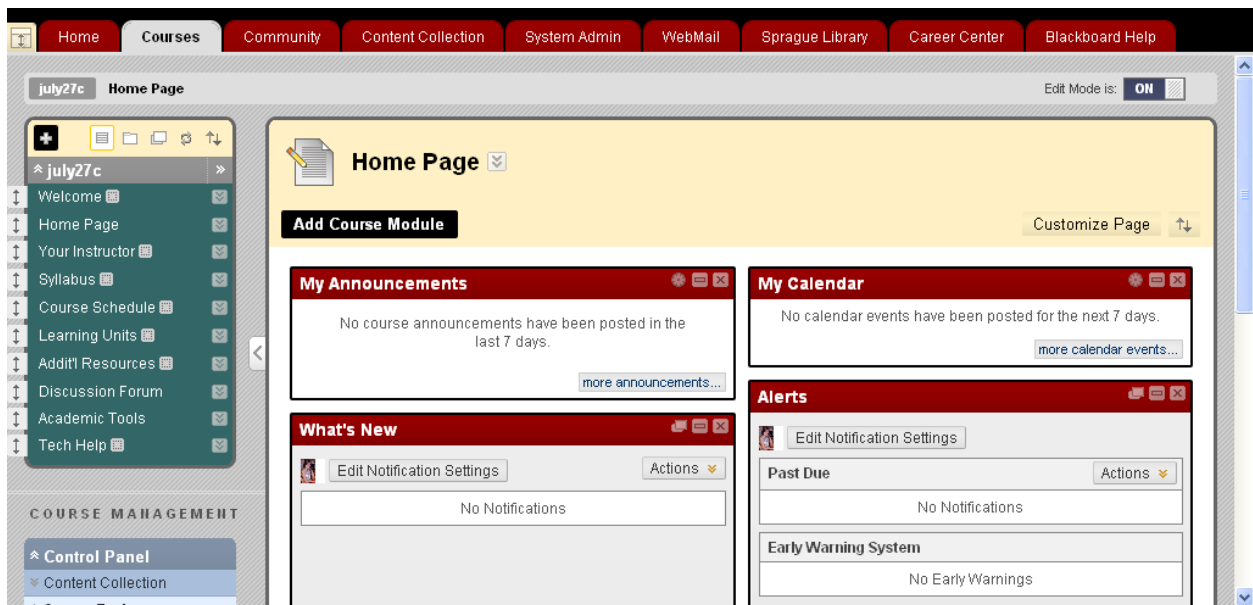 Home Courses Community Content Collection System Admin WebMail Sprague Library Career Center Blackboard Help
july27c Home Page
Edit Mode is: ON
july27c
Welcome
Home Page
Your Instructor
Syllabus
Course Schedule
Learning Units
Addit'l Resources
Discussion Forum
Academic Tools
Tech Help
COURSE MANAGEMENT
Control Panel
Content Collection
Home Page
Add Course Module
Customize Page
My Announcements
No course announcements have been posted in the
last 7 days.
more announcements...
What's New
Edit Notification Settings
Actions
No Notifications
My Calendar
No calendar events have been posted for the next 7 days.
more calendar events...
Alerts
Edit Notification Settings
Past Due
Actions
No Notifications
Early Warning System
No Early Warnings